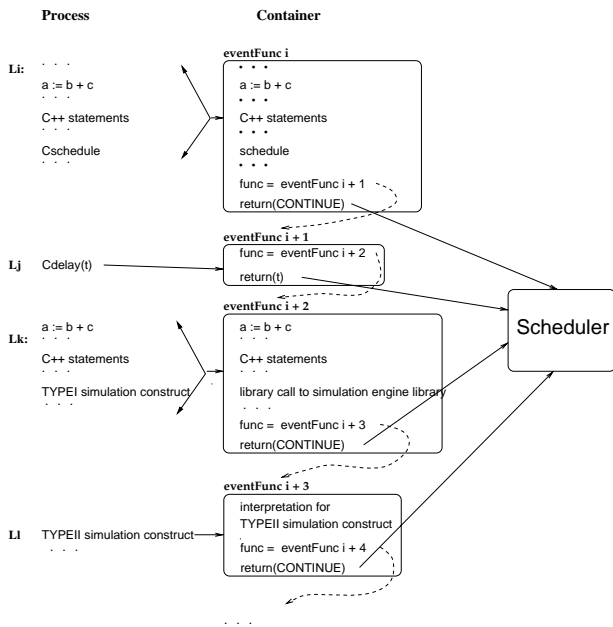 Process
Container
eventFunc i
Li:
. . .
a := b + c
. . .
C++ statements
. . .
Cschedule
. . .
• • •
a := b + c
• • •
C++ statements
• • •
schedule
• • •
func = eventFunc i + 1
return(CONTINUE)
eventFunc i + 1
Lj
Cdelay(t)
func = eventFunc i + 2
return(t)
eventFunc i + 2
Lk:
a := b + c
. . .
C++ statements
. . .
TYPEI simulation construct
. . .
a := b + c
. . .
C++ statements
. . .
library call to simulation engine library
. . .
func = eventFunc i + 3
return(CONTINUE)
Scheduler
eventFunc i + 3
Ll
TYPEII simulation construct
. . .
interpretation for
TYPEII simulation construct
.
func = eventFunc i + 4
return(CONTINUE)
. . .